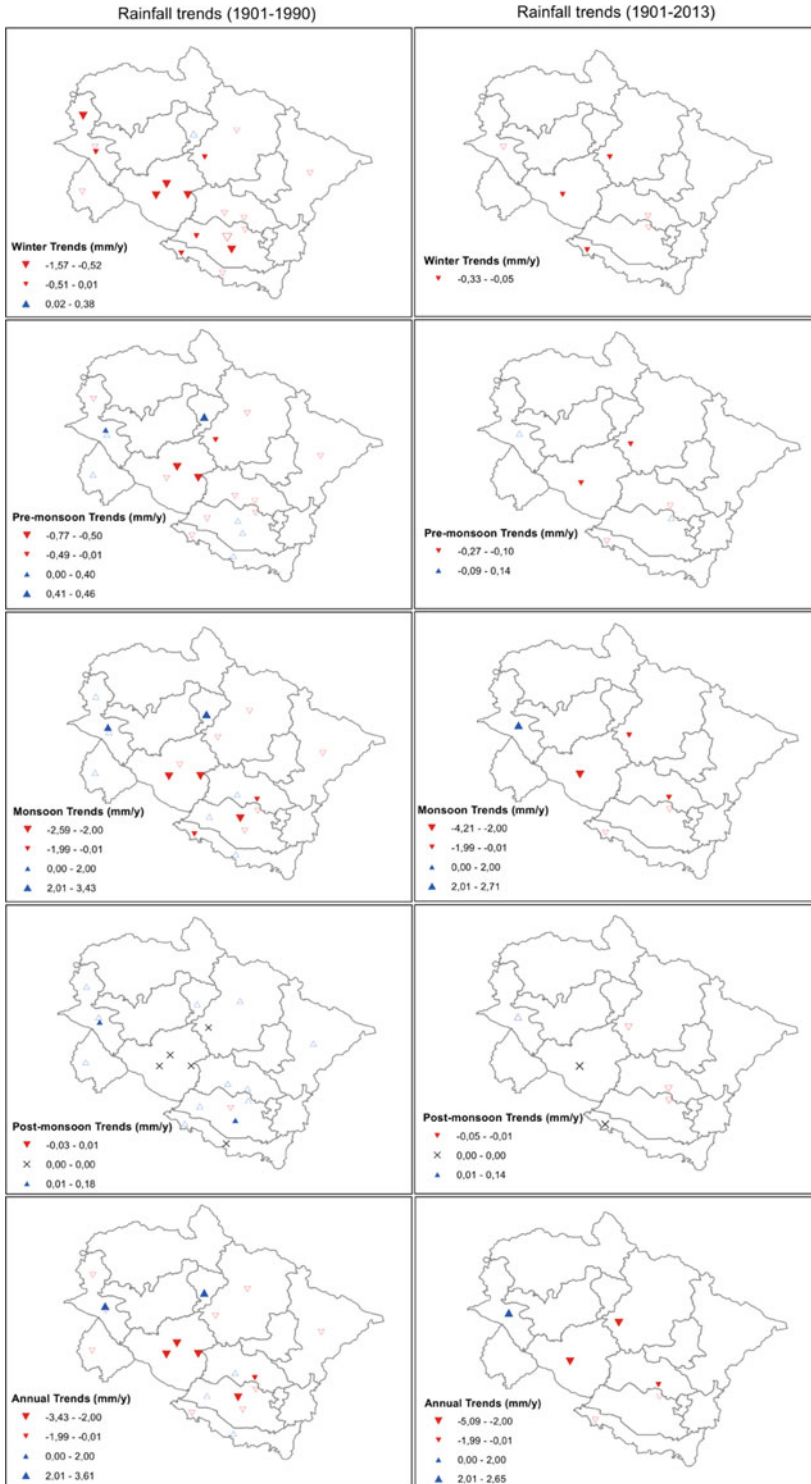 Rainfall trends (1901-1990)
Rainfall trends (1901-2013)
Winter Trends (mm/y)
-1,57 - -0,52
-0,51 - 0,01
0,02 - 0,38
Winter Trends (mm/y)
-0,33 - -0,05
Pre-monsoon Trends (mm/y)
-0,77 - -0,50
-0,49 - -0,01
0,00 - 0,40
0,41 - 0,46
Pre-monsoon Trends (mm/y)
-0,27 - -0,10
-0,09 - 0,14
Monsoon Trends (mm/y)
-2,59 - -2,00
-1,99 - -0,01
0,00 - 2,00
2,01 - 3,43
Monsoon Trends (mm/y)
-4,21 - -2,00
-1,99 - -0,01
0,00 - 2,00
2,01 - 2,71
Post-monsoon Trends (mm/y)
-0,03 - 0,01
0,00 - 0,00
0,01 - 0,18
Post-monsoon Trends (mm/y)
-0,05 - -0,01
0,00 - 0,00
0,01 - 0,14
Annual Trends (mm/y)
-3,43 - -2,00
-1,99 - -0,01
0,00 - 2,00
2,01 - 3,61
Annual Trends (mm/y)
-5,09 - -2,00
-1,99 - -0,01
0,00 - 2,00
2,01 - 2,65